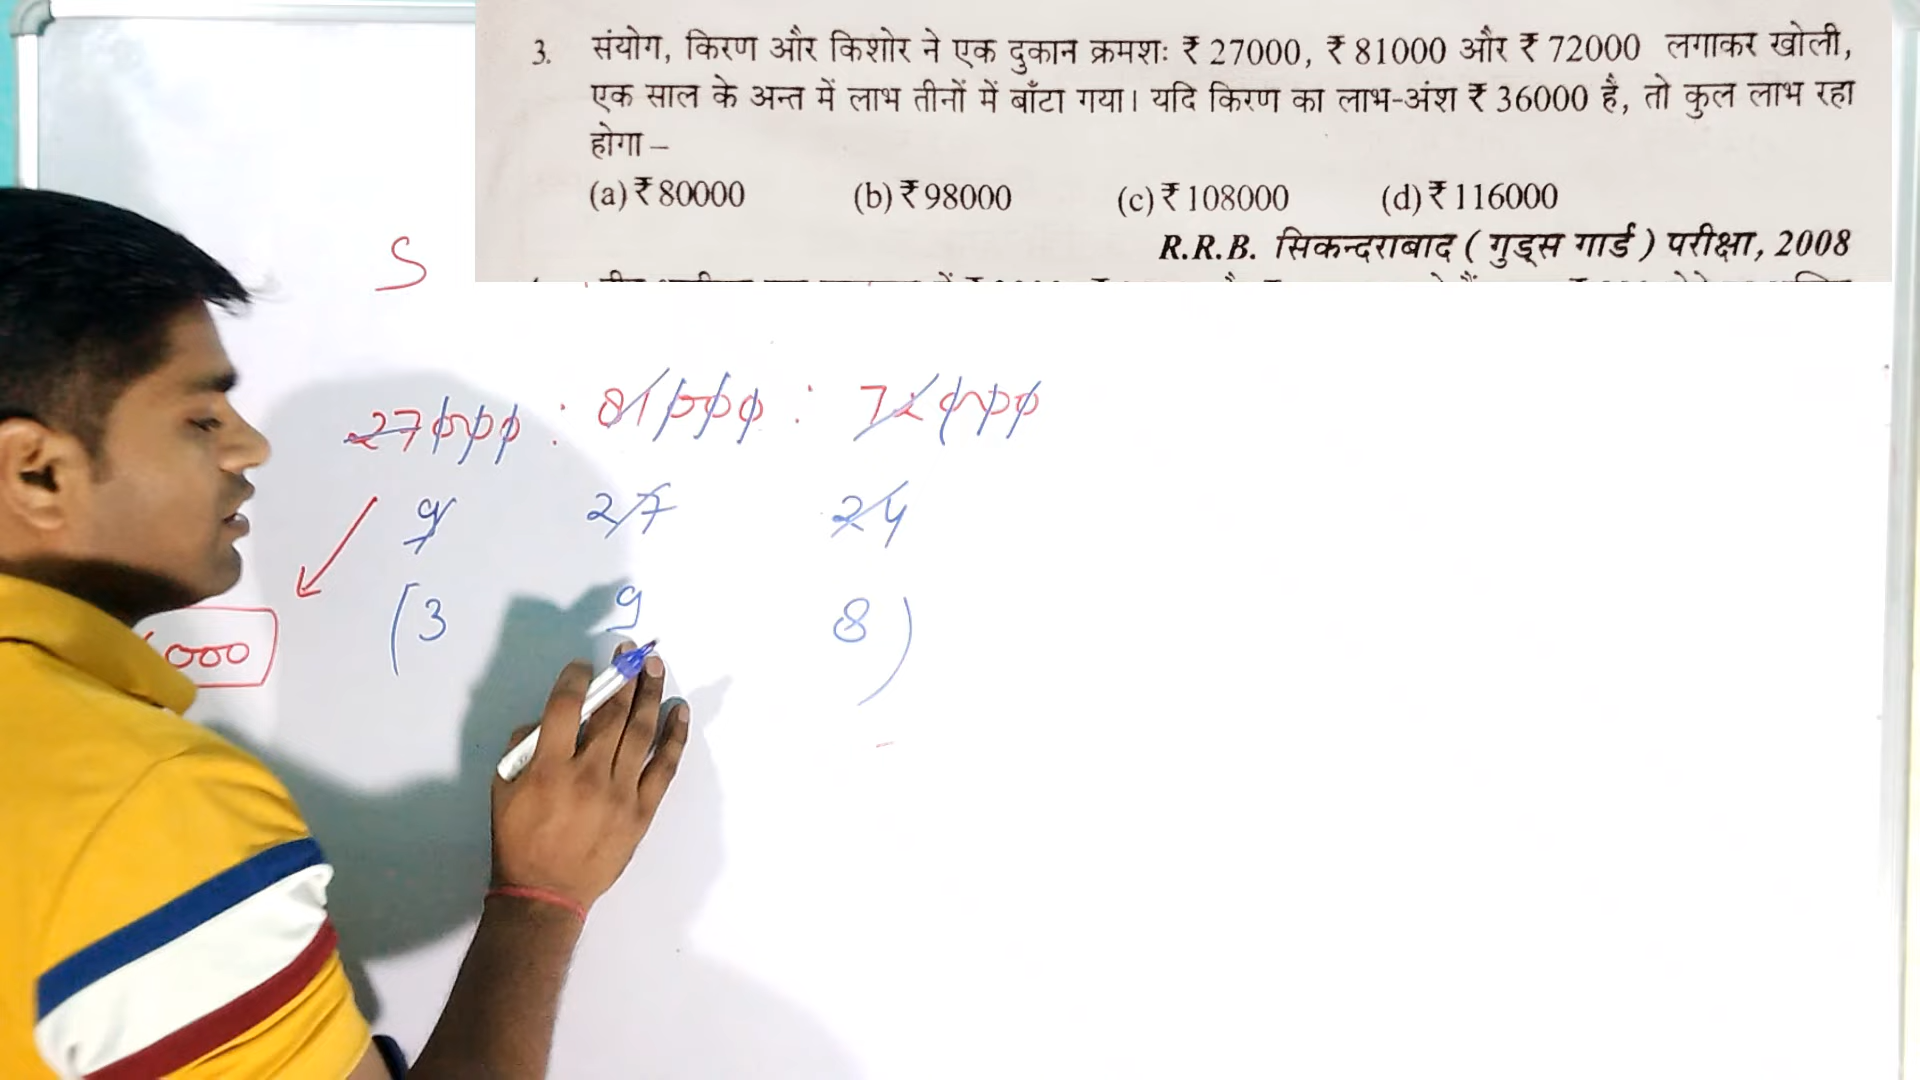 3. संयोग, किरण और किशोर ने एक दुकान क्रमशः ₹ 27000, ₹ 81000 और ₹ 72000 लगाकर खोली,
एक साल के अन्त में लाभ तीनों में बाँटा गया। यदि किरण का लाभ-अंश ₹ 36000 है, तो कुल लाभ रहा
होगा –
(a) ₹ 80000 (b) ₹ 98000 (c) ₹ 108000 (d) ₹ 116000
R.R.B. सिकन्दराबाद ( गुड्स गार्ड ) परीक्षा, 2008
S
27000 : 81000 : 72000
9 27 24
(3 9 8)
000